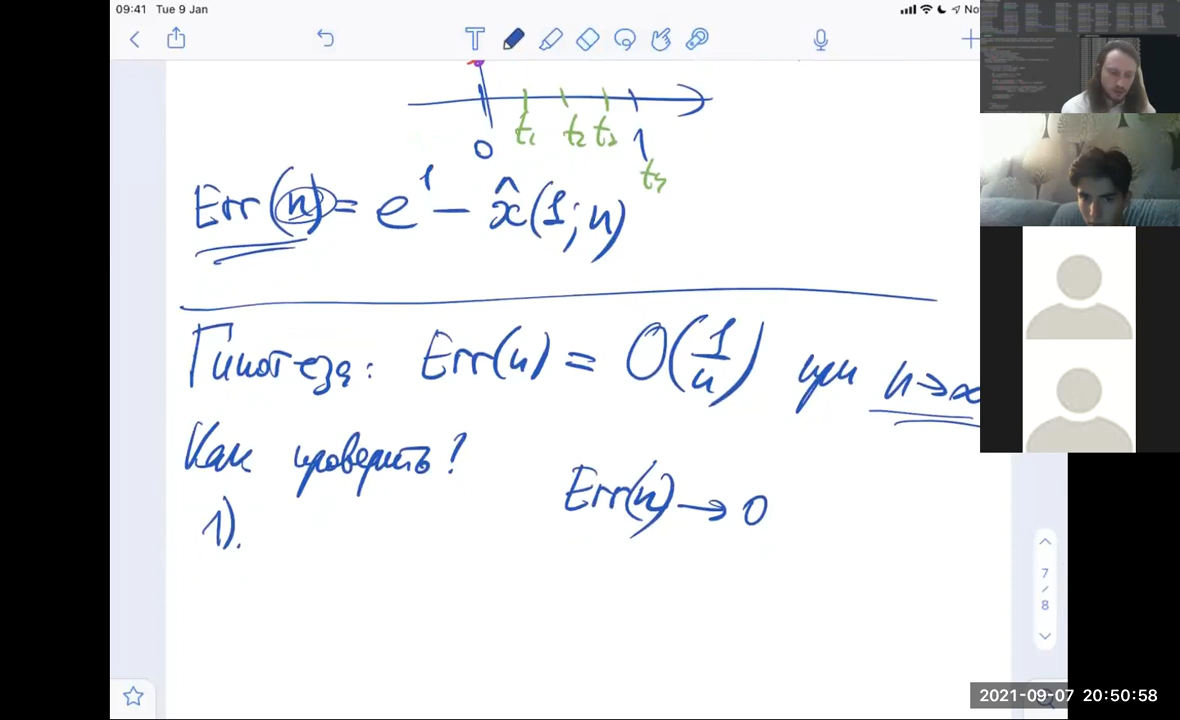 09:41 Tue 9 Jan
No
0
t₁ t₂ t₃ 1
t₄
Err(n) = e¹ − x̂(1; n)
Гипотеза: Err(n) = O(1/n) при n→∞
Как проверить?
Err(n) → 0
1).
7
/
8
2021-09-07 20:50:58